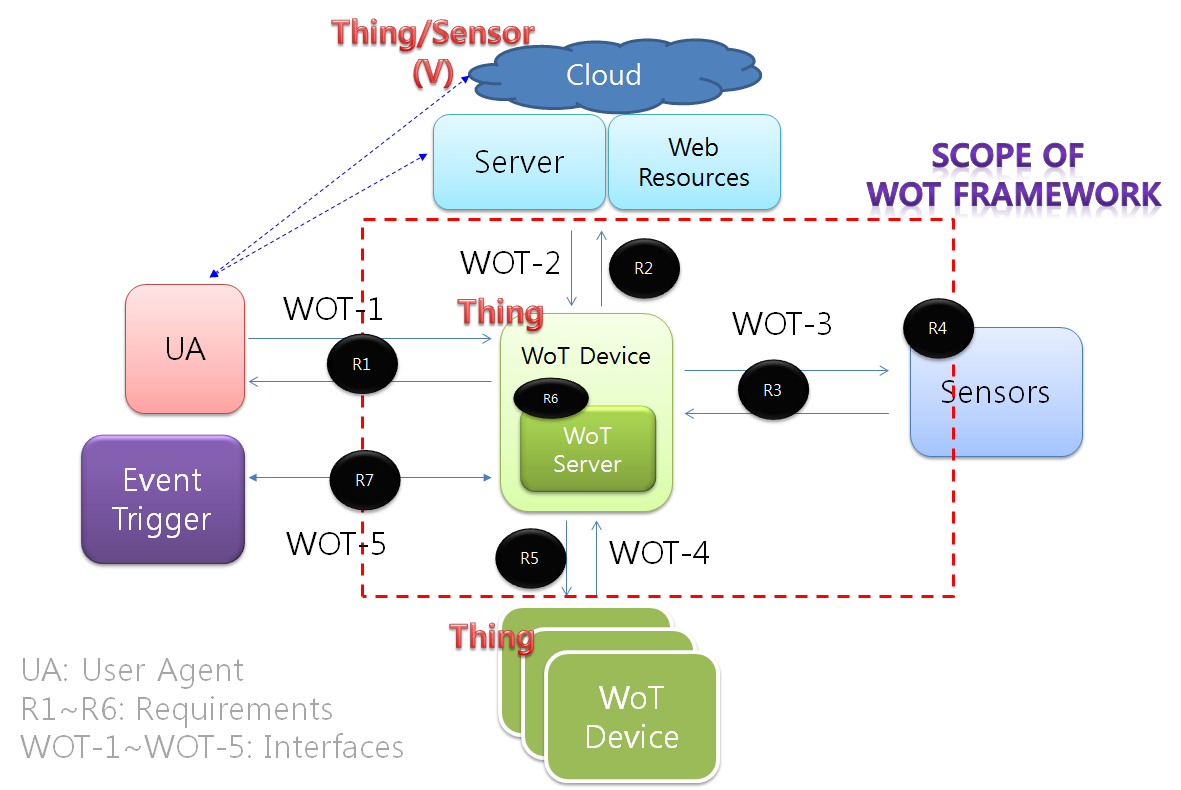 Thing/Sensor
(V)
Cloud
Server
Web
Resources
SCOPE OF
WOT FRAMEWORK
WOT-2
R2
Thing
WOT-1
UA
R1
WoT Device
R6
WoT
Server
WOT-3
R3
R4
Sensors
Event
Trigger
R7
WOT-5
R5
WOT-4
Thing
WoT
Device
UA: User Agent
R1~R6: Requirements
WOT-1~WOT-5: Interfaces